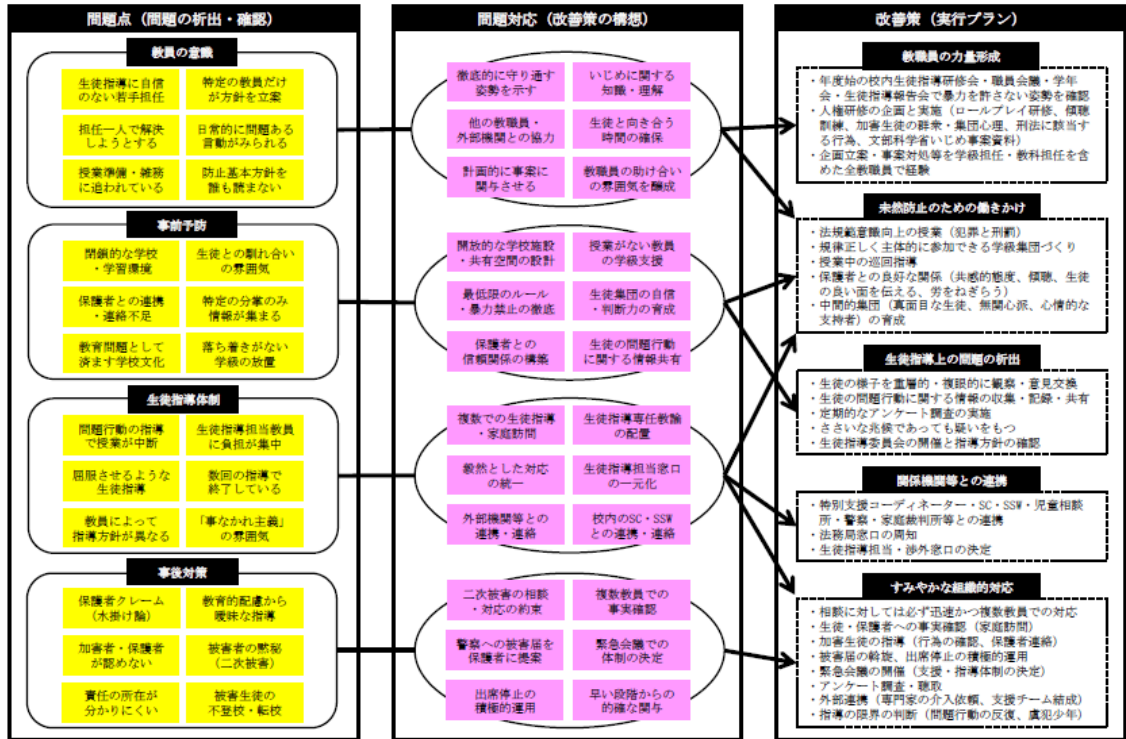 問題点（問題の析出・確認）
教員の意識
生徒指導に自信
のない若手担任
特定の教員だけ
が方針を立案
担任一人で解決
しようとする
日常的に問題ある
言動がみられる
授業準備・雑務
に追われている
防止基本方針を
誰も読まない
事前予防
閉鎖的な学校
・学習環境
生徒との馴れ合い
の雰囲気
保護者との連携
・連絡不足
特定の分掌のみ
情報が集まる
教育問題として
済ます学校文化
落ち着きがない
学級の放置
生徒指導体制
問題行動の指導
で授業が中断
生徒指導担当教員
に負担が集中
屈服させるような
生徒指導
数回の指導で
終了している
教員によって
指導方針が異なる
「事なかれ主義」
の雰囲気
事後対策
保護者クレーム
（水掛け論）
教育的配慮から
曖昧な指導
加害者・保護者
が認めない
被害者の黙秘
（二次被害）
責任の所在が
分かりにくい
被害生徒の
不登校・転校
問題対応（改善策の構想）
徹底的に守り通す
姿勢を示す
いじめに関する
知識・理解
他の教職員・
外部機関との協力
生徒と向き合う
時間の確保
計画的に事案に
関与させる
教職員の助け合い
の雰囲気を醸成
開放的な学校施設
・共有空間の設計
授業がない教員
の学級支援
最低限のルール
・暴力禁止の徹底
生徒集団の自信
・判断力の育成
保護者との
信頼関係の構築
生徒の問題行動
に関する情報共有
複数での生徒指導
・家庭訪問
生徒指導専任教諭
の配置
毅然とした対応
の統一
生徒指導担当窓口
の一元化
外部機関等との
連携・連絡
校内のSC・SSW
との連携・連絡
二次被害の相談
・対応の約束
複数教員での
事実確認
警察への被害届を
保護者に提案
緊急会議での
体制の決定
出席停止の
積極的運用
早い段階からの
的確な関与
改善策（実行プラン）
教職員の力量形成
・年度始の校内生徒指導研修会・職員会議・学年
会・生徒指導報告会で暴力を許さない姿勢を確認
・人権研修の企画と実施（ロールプレイ研修、傾聴
訓練、加害生徒の群衆・集団心理、刑法に該当す
る行為、文部科学省いじめ事案資料）
・企画立案・事案対処等を学級担任・教科担任を含
めた全教職員で経験
未然防止のための働きかけ
・法規範意識向上の授業（犯罪と刑罰）
・規律正しく主体的に参加できる学級集団づくり
・授業中の巡回指導
・保護者との良好な関係（共感的態度、傾聴、生徒
の良い面を伝える、労をねぎらう）
・中間的集団（真面目な生徒、無関心派、心情的な
支持者）の育成
生徒指導上の問題の析出
・生徒の様子を重層的・複眼的に観察・意見交換
・生徒の問題行動に関する情報の収集・記録・共有
・定期的なアンケート調査の実施
・ささいな兆候であっても疑いをもつ
・生徒指導委員会の開催と指導方針の確認
関係機関等との連携
・特別支援コーディネーター・SC・SSW・児童相談
所・警察・家庭裁判所等との連携
・法務局窓口の周知
・生徒指導担当・渉外窓口の決定
すみやかな組織的対応
・相談に対しては必ず迅速かつ複数教員での対応
・生徒・保護者への事実確認（家庭訪問）
・加害生徒の指導（行為の確認、保護者連絡）
・被害届の斡旋、出席停止の積極的運用
・緊急会議の開催（支援・指導体制の決定）
・アンケート調査・聴取
・外部連携（専門家の介入依頼、支援チーム結成）
・指導の限界の判断（問題行動の反復、虞犯少年）